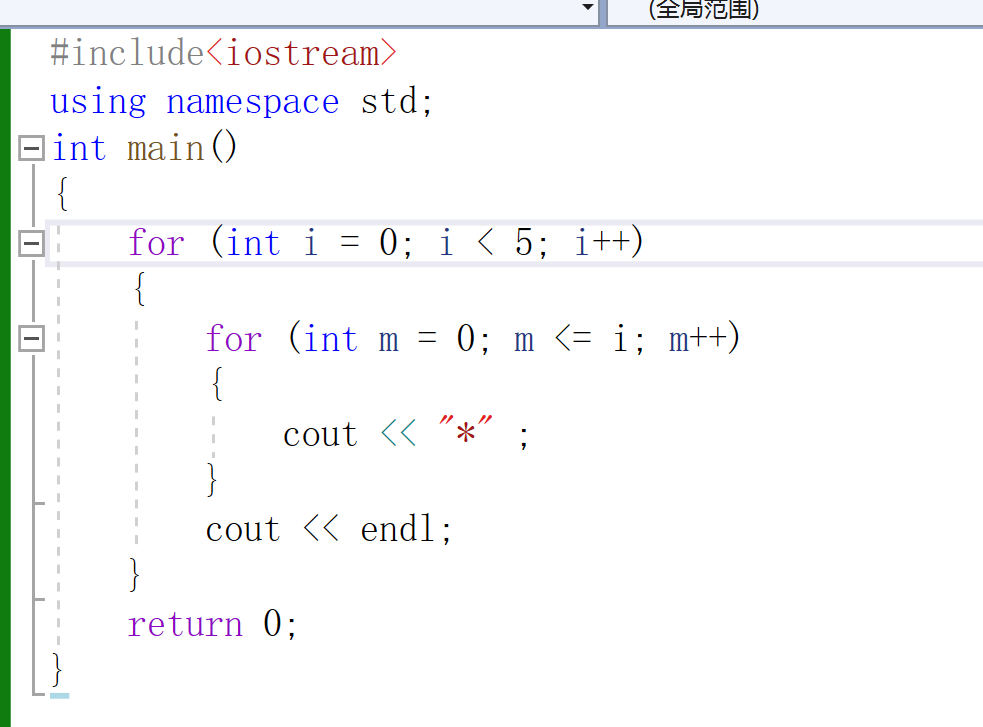 (全局范围)
#include<iostream>
using namespace std;
int main()
{
for (int i = 0; i < 5; i++)
{
for (int m = 0; m <= i; m++)
{
cout << "*" ;
}
cout << endl;
}
return 0;
}